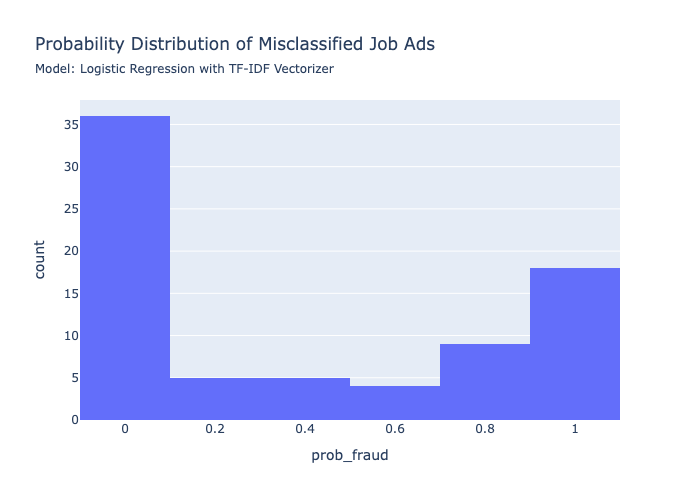 Probability Distribution of Misclassified Job Ads
Model: Logistic Regression with TF-IDF Vectorizer
35
30
25
20
15
10
5
0
count
0 0.2 0.4 0.6 0.8 1
prob_fraud